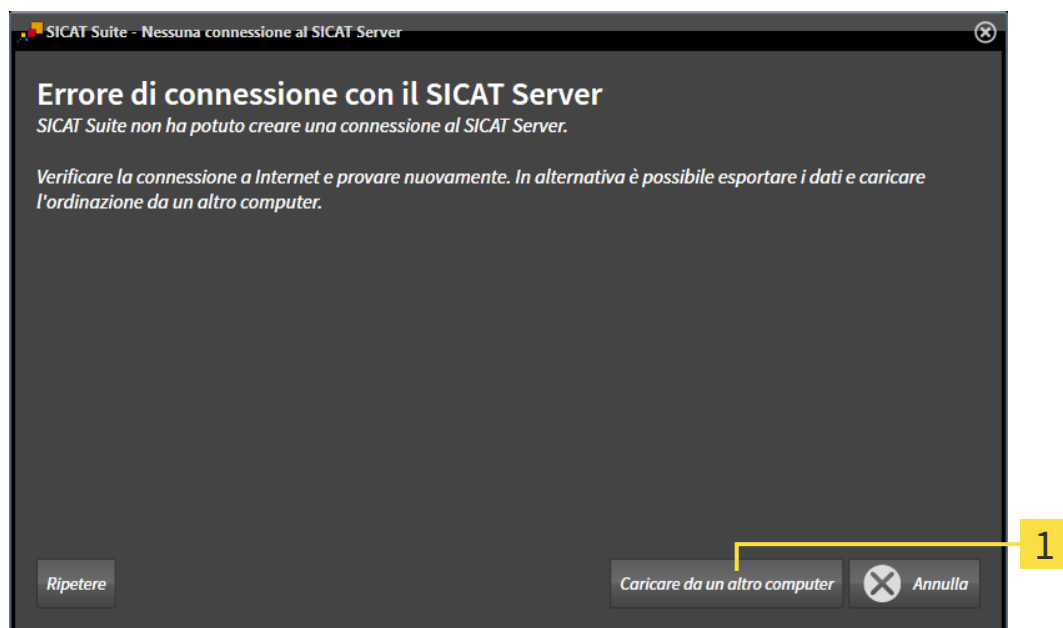 SICAT Suite - Nessuna connessione al SICAT Server
Errore di connessione con il SICAT Server
SICAT Suite non ha potuto creare una connessione al SICAT Server.
Verificare la connessione a Internet e provare nuovamente. In alternativa è possibile esportare i dati e caricare
l'ordinazione da un altro computer.
1
Ripetere
Caricare da un altro computer
Annulla